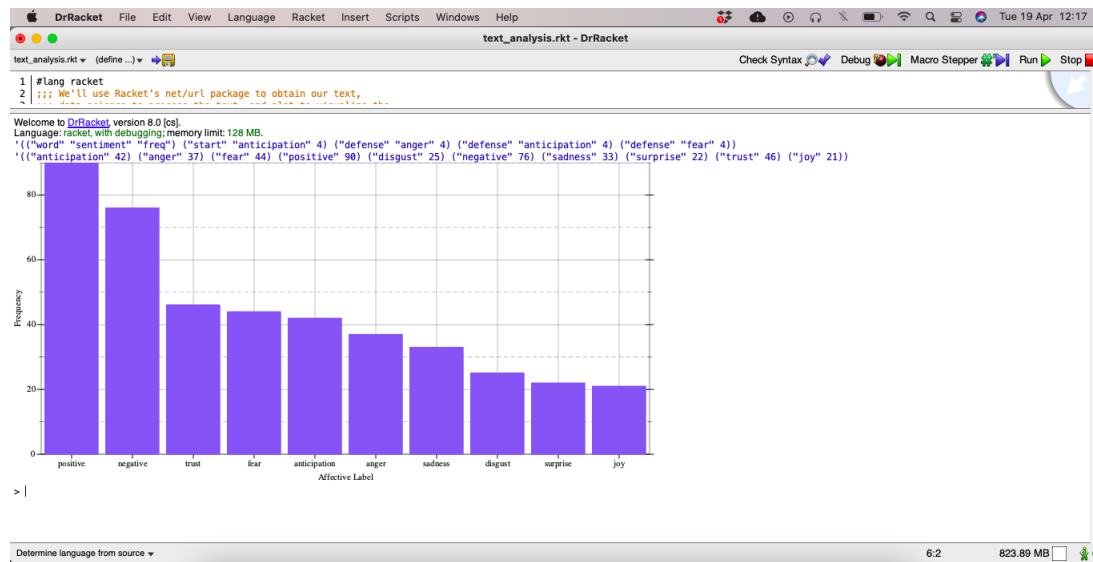 DrRacket File Edit View Language Racket Insert Scripts Windows Help Tue 19 Apr 12:17
text_analysis.rkt - DrRacket
text_analysis.rkt (define ...) Check Syntax Debug Macro Stepper Run Stop
1 #lang racket
2 ;;; We'll use Racket's net/url package to obtain our text,
Welcome to DrRacket, version 8.0 [cs].
Language: racket, with debugging; memory limit: 128 MB.
'(("word" "sentiment" "freq") ("start" "anticipation" 4) ("defense" "anger" 4) ("defense" "anticipation" 4) ("defense" "fear" 4))
'(("anticipation" 42) ("anger" 37) ("fear" 44) ("positive" 90) ("disgust" 25) ("negative" 76) ("sadness" 33) ("surprise" 22) ("trust" 46) ("joy" 21))
80
60
Frequency
40
20
0
positive negative trust fear anticipation anger sadness disgust surprise joy
Affective Label
>
Determine language from source 6:2 823.89 MB